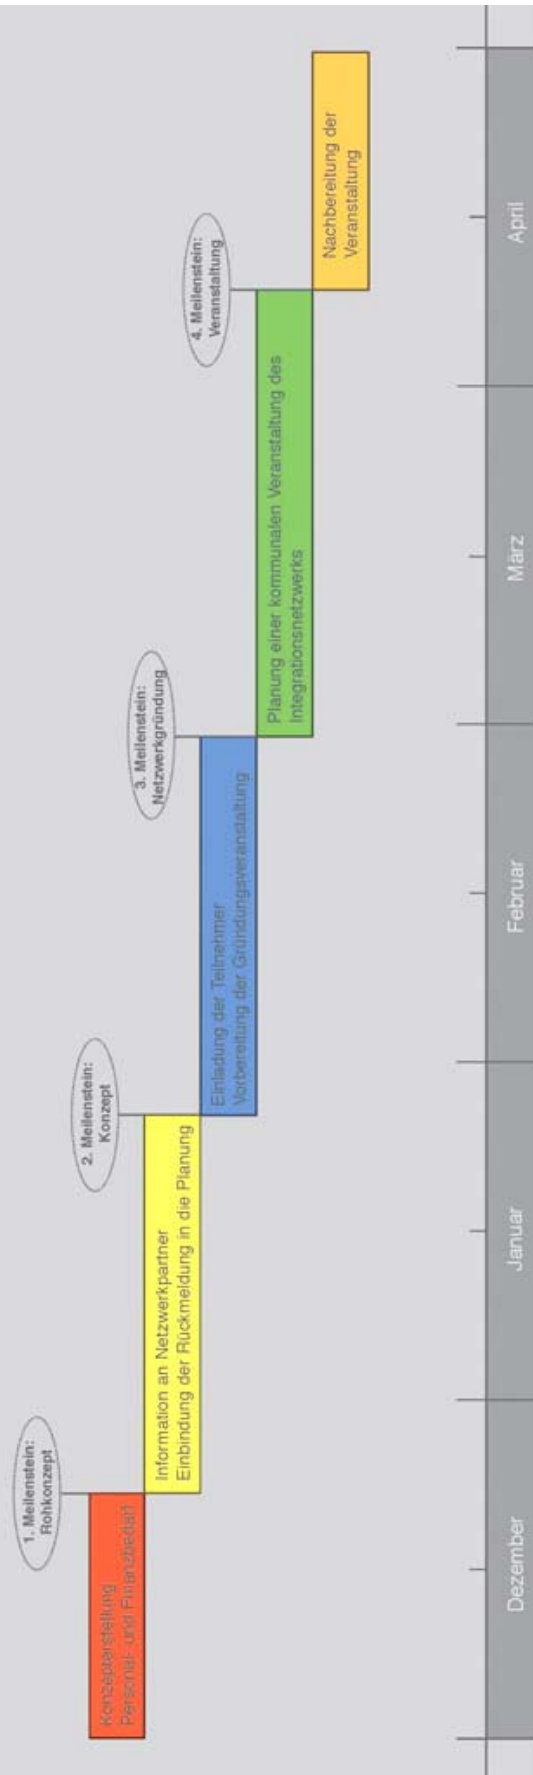 1. Meilenstein:
Rohkonzept
Konzepterstellung
Personal- und Finanzbedarf
2. Meilenstein:
Konzept
Information an Netzwerkpartner
Einbindung der Rückmeldung in die Planung
3. Meilenstein:
Netzwerkgründung
Einladung der Teilnehmer
Vorbereitung der Gründungsveranstaltung
4. Meilenstein:
Veranstaltung
Planung einer kommunalen Veranstaltung des
Integrationsnetzwerks
Nachbereitung der
Veranstaltung
Dezember
Januar
Februar
März
April